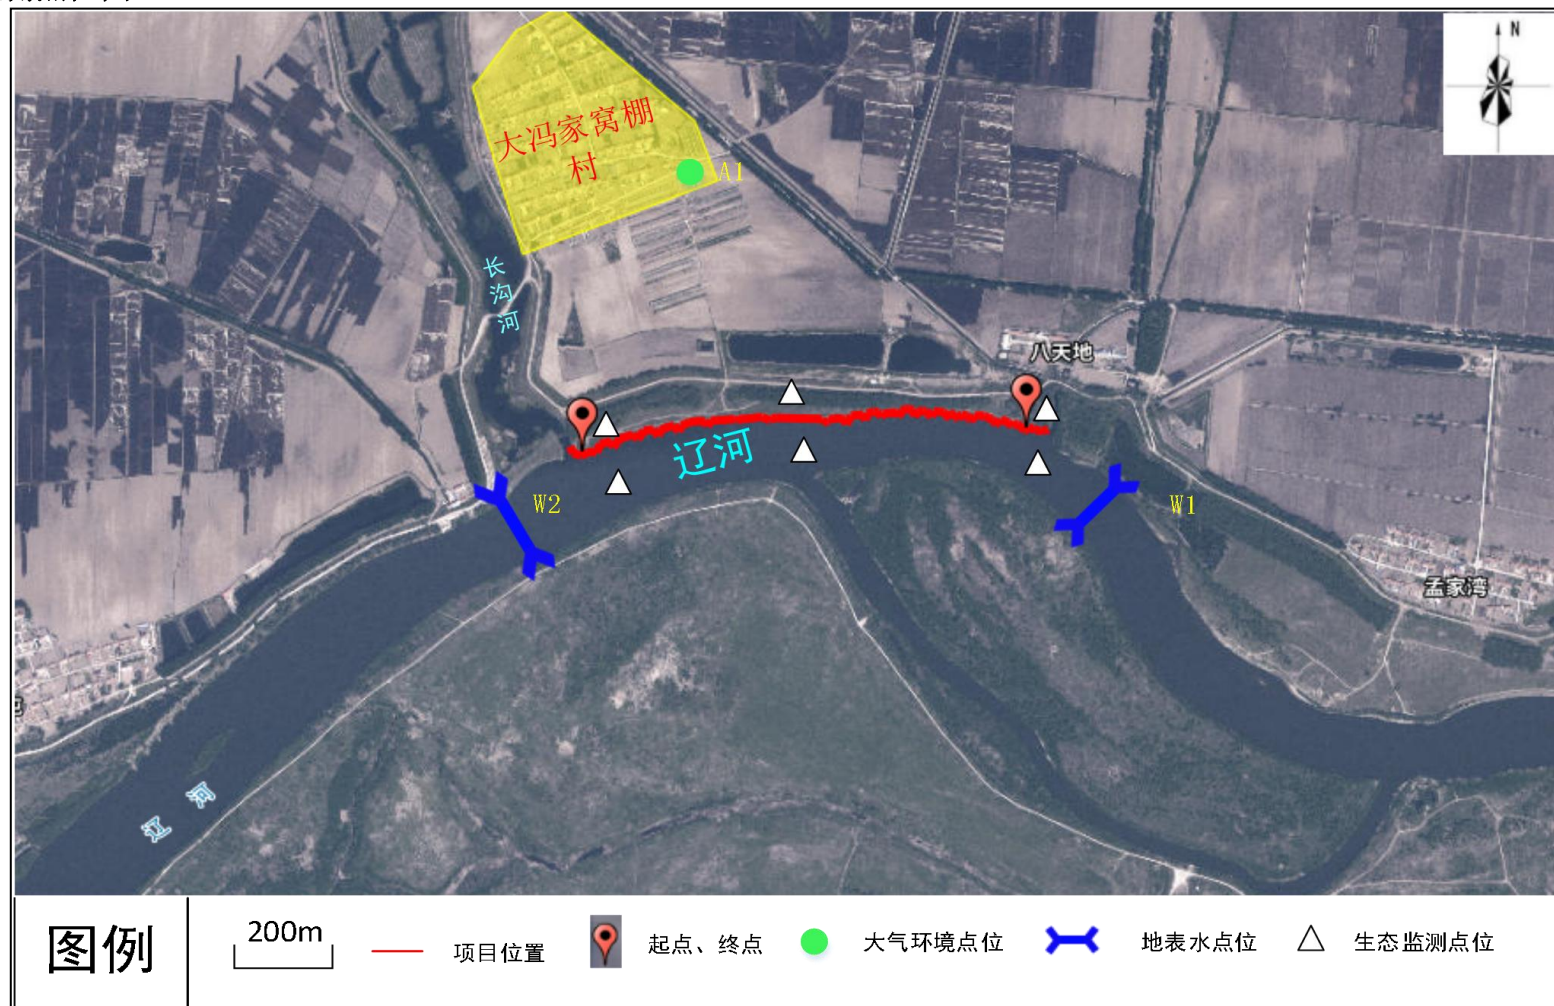 N
大冯家窝棚
村
A1
长沟河
八天地
辽河
W2
W1
孟家湾
辽河
图例
200m
项目位置
起点、终点
大气环境点位
地表水点位
生态监测点位